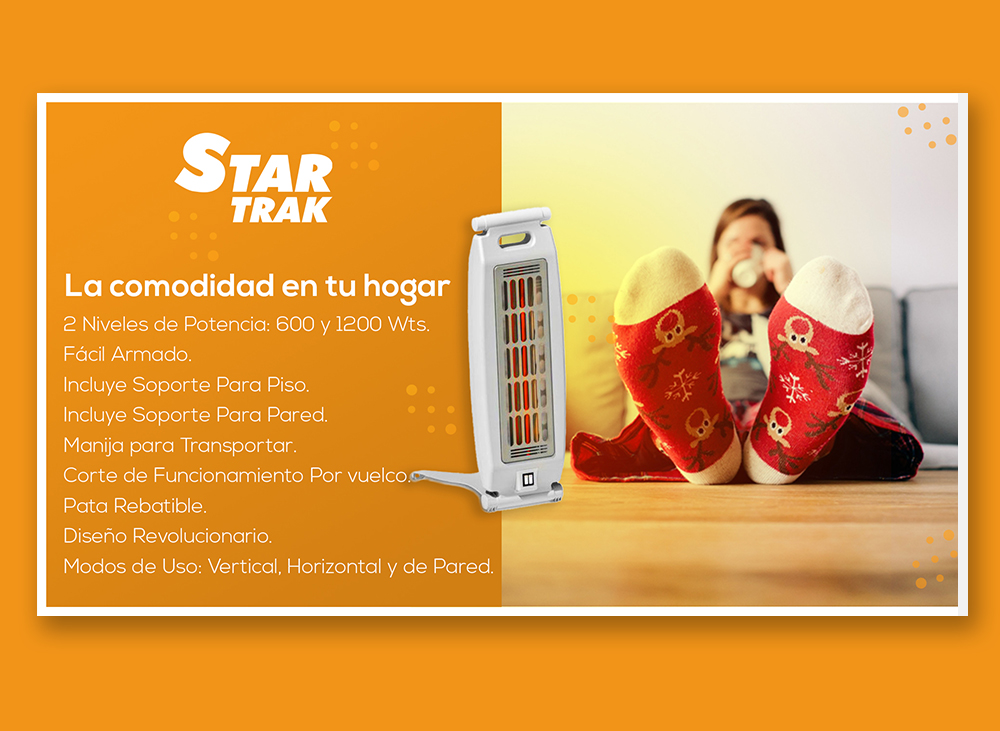 STAR
TRAK
La comodidad en tu hogar
2 Niveles de Potencia: 600 y 1200 Wts.
Fácil Armado.
Incluye Soporte Para Piso.
Incluye Soporte Para Pared.
Manija para Transportar.
Corte de Funcionamiento Por vuelco.
Pata Rebatible.
Diseño Revolucionario.
Modos de Uso: Vertical, Horizontal y de Pared.